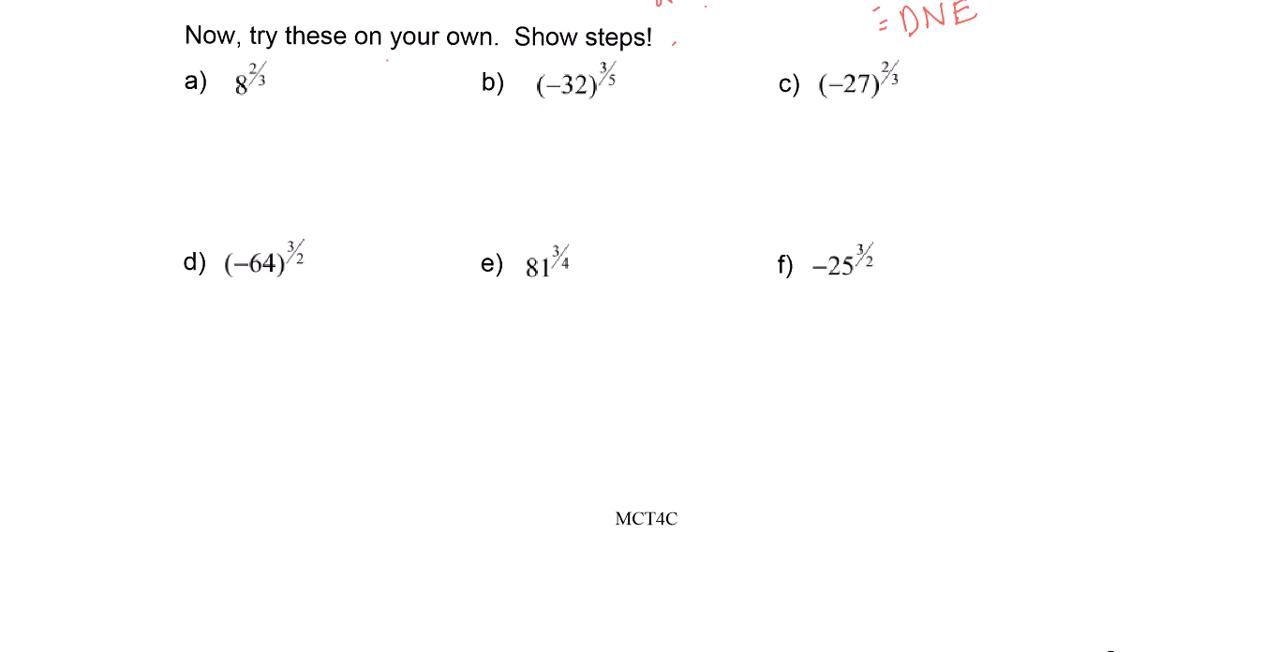 = DNE
Now, try these on your own. Show steps!
a) 8^{2/3} b) (–32)^{3/5} c) (–27)^{2/3}
d) (–64)^{3/2} e) 81^{3/4} f) –25^{3/2}
MCT4C